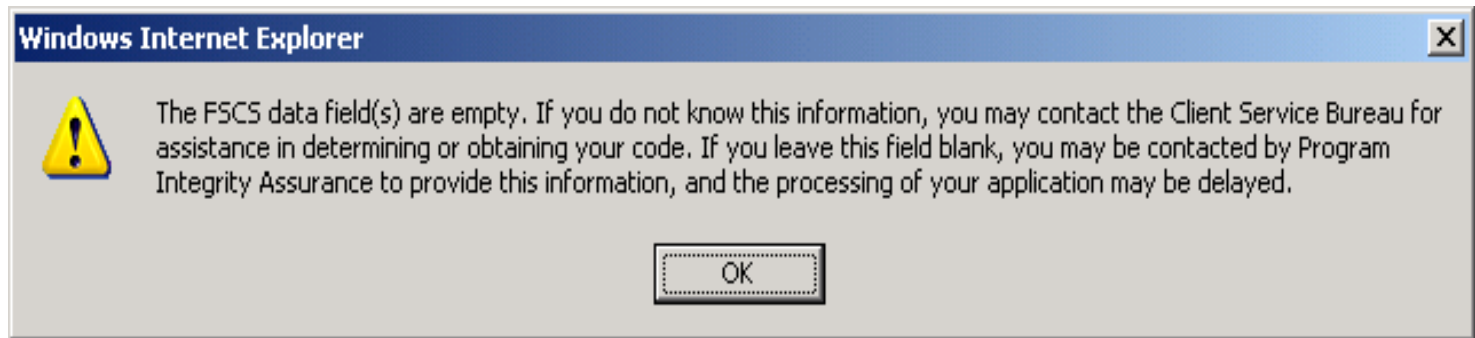 Windows Internet Explorer
The FSCS data field(s) are empty. If you do not know this information, you may contact the Client Service Bureau for
assistance in determining or obtaining your code. If you leave this field blank, you may be contacted by Program
Integrity Assurance to provide this information, and the processing of your application may be delayed.
OK